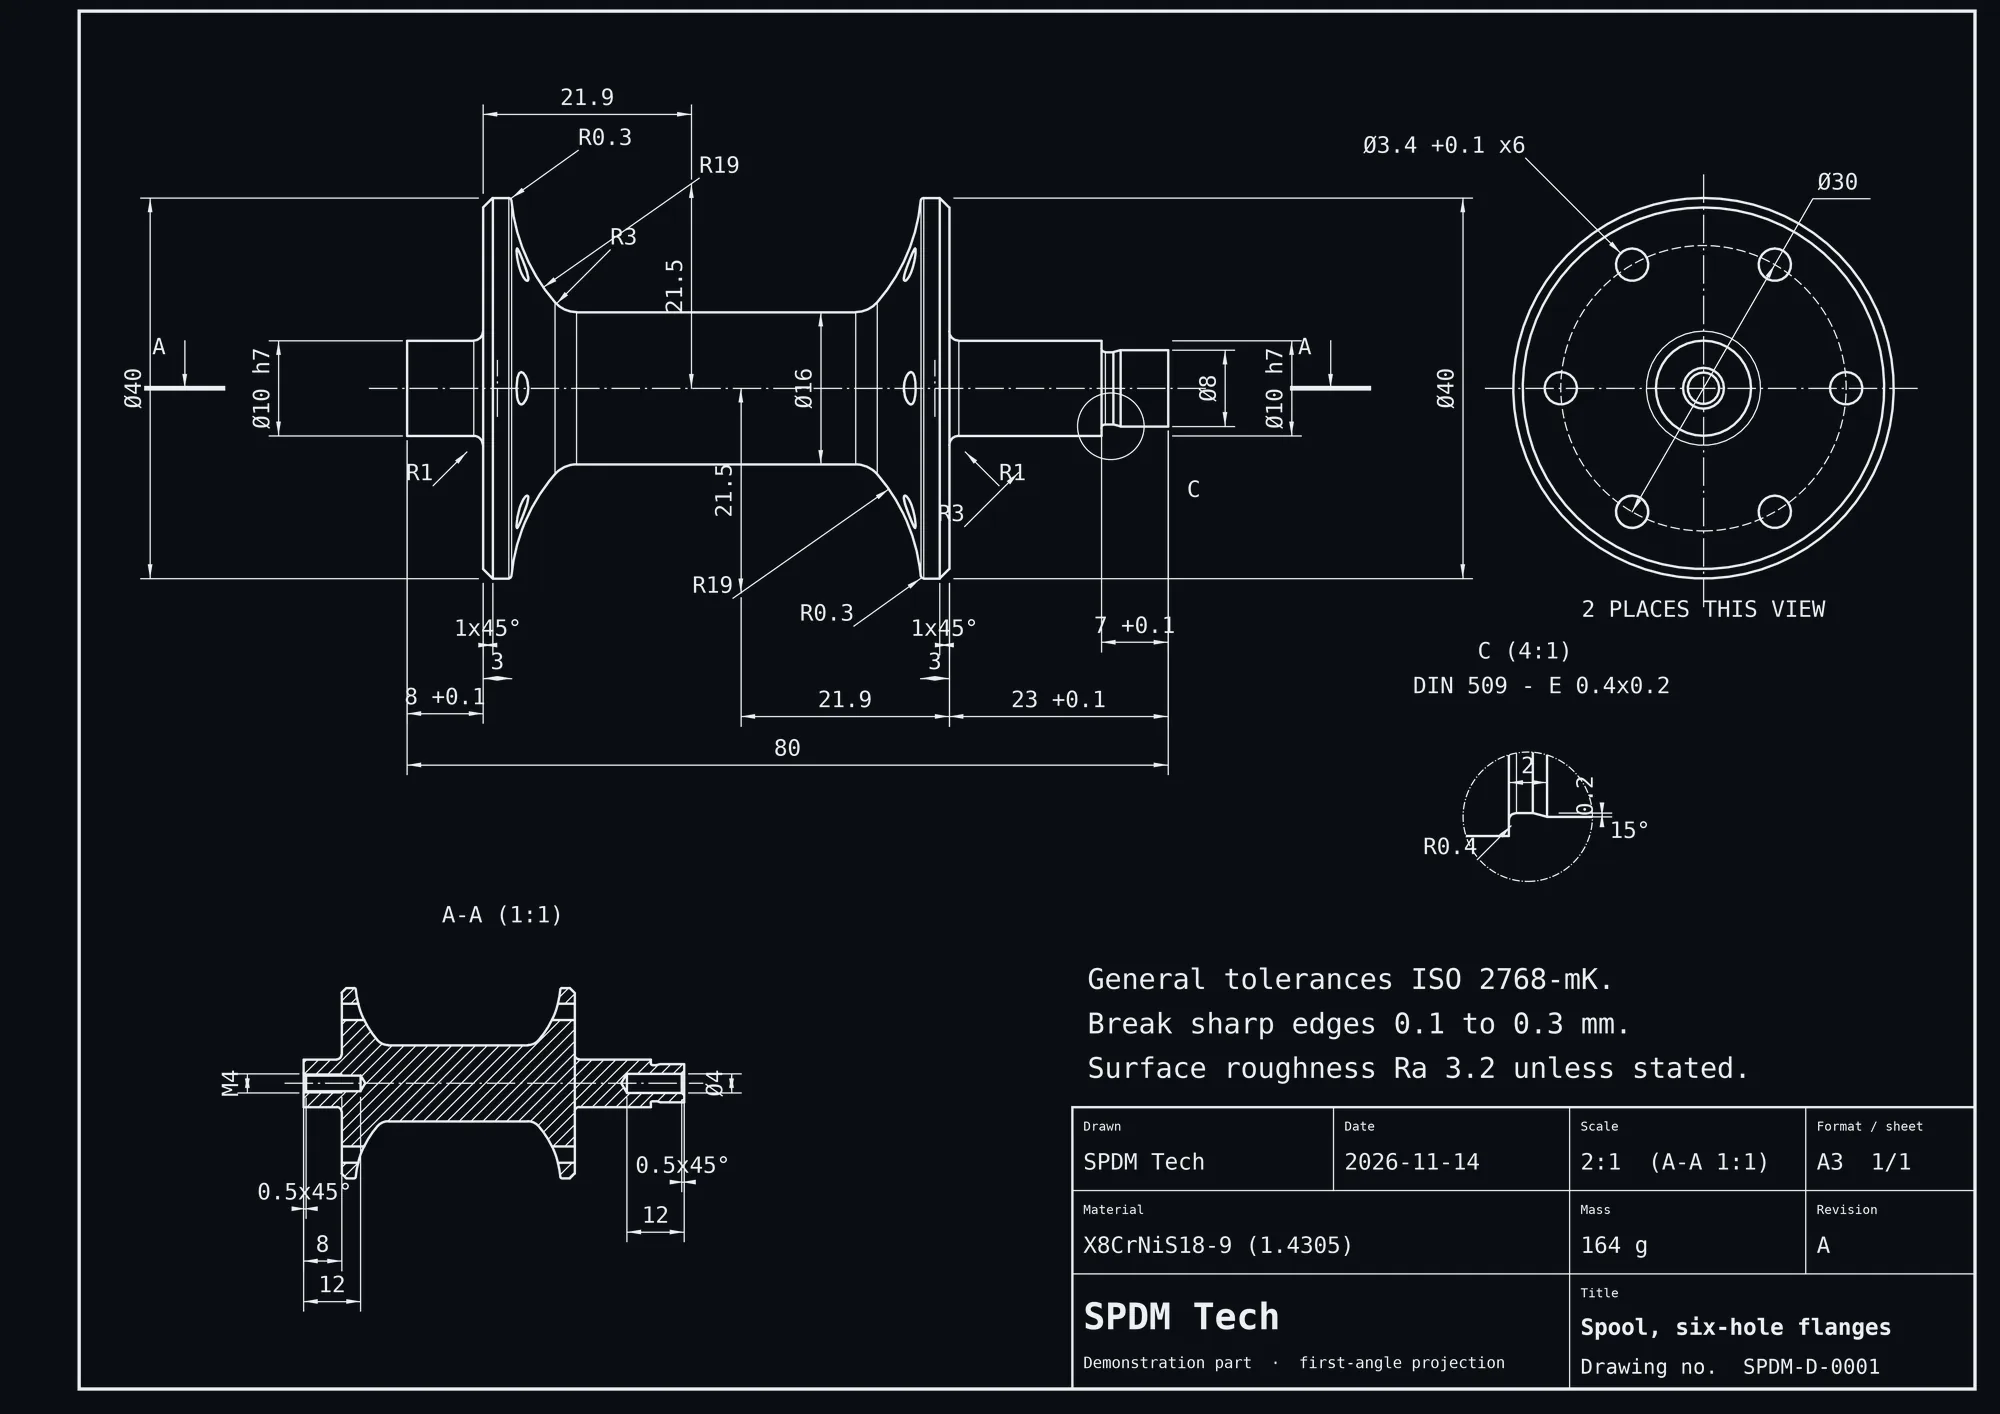 21.9
R0.3
R19
R3
21.5
Ø3.4 +0.1 x6
Ø30
A
Ø40
Ø10 h7
Ø16
Ø8
Ø10 h7
A
Ø40
R1
21.5
R1
R3
C
R19
R0.3
1x45°
3
8 +0.1
1x45°
3
7 +0.1
21.9
23 +0.1
80
2 PLACES THIS VIEW
C (4:1)
DIN 509 - E 0.4x0.2
2
0.2
15°
R0.4
A-A (1:1)
M4
Ø4
0.5x45°
0.5x45°
12
8
12
General tolerances ISO 2768-mK.
Break sharp edges 0.1 to 0.3 mm.
Surface roughness Ra 3.2 unless stated.
Drawn
SPDM Tech
Date
2026-11-14
Scale
2:1 (A-A 1:1)
Format / sheet
A3 1/1
Material
X8CrNiS18-9 (1.4305)
Mass
164 g
Revision
A
SPDM Tech
Demonstration part · first-angle projection
Title
Spool, six-hole flanges
Drawing no. SPDM-D-0001